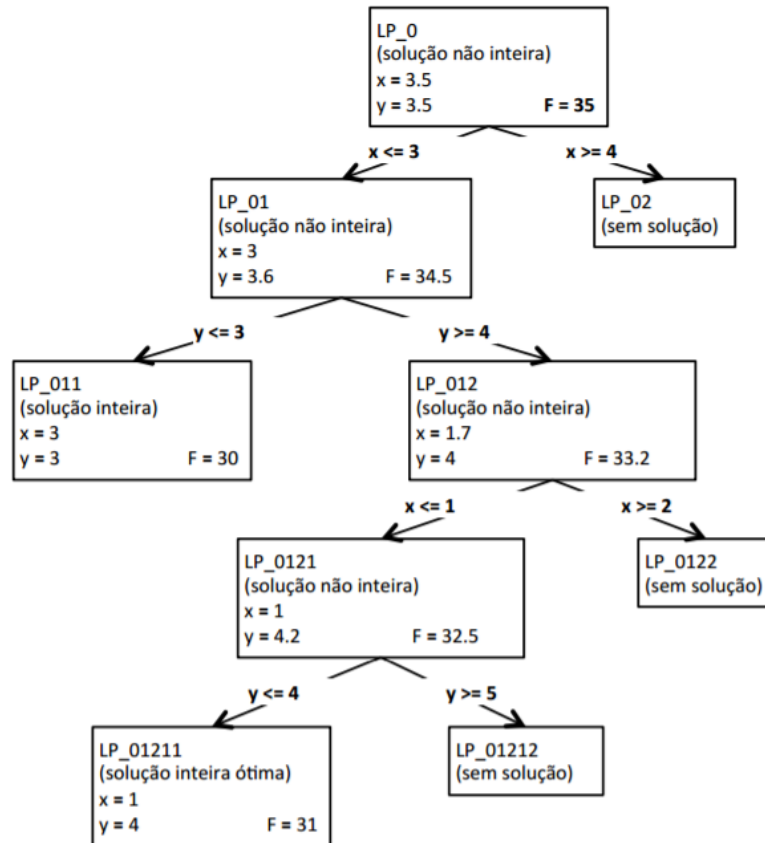 LP_0
(solução não inteira)
x = 3.5
y = 3.5 F = 35
x <= 3 x >= 4
LP_01
(solução não inteira)
x = 3
y = 3.6 F = 34.5
LP_02
(sem solução)
y <= 3 y >= 4
LP_011
(solução inteira)
x = 3
y = 3 F = 30
LP_012
(solução não inteira)
x = 1.7
y = 4 F = 33.2
x <= 1 x >= 2
LP_0121
(solução não inteira)
x = 1
y = 4.2 F = 32.5
LP_0122
(sem solução)
y <= 4 y >= 5
LP_01211
(solução inteira ótima)
x = 1
y = 4 F = 31
LP_01212
(sem solução)